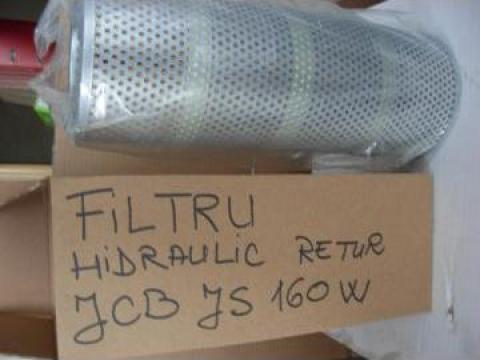 FiLTRU
HiDRAULIC RETUR
JCB JS 160 W